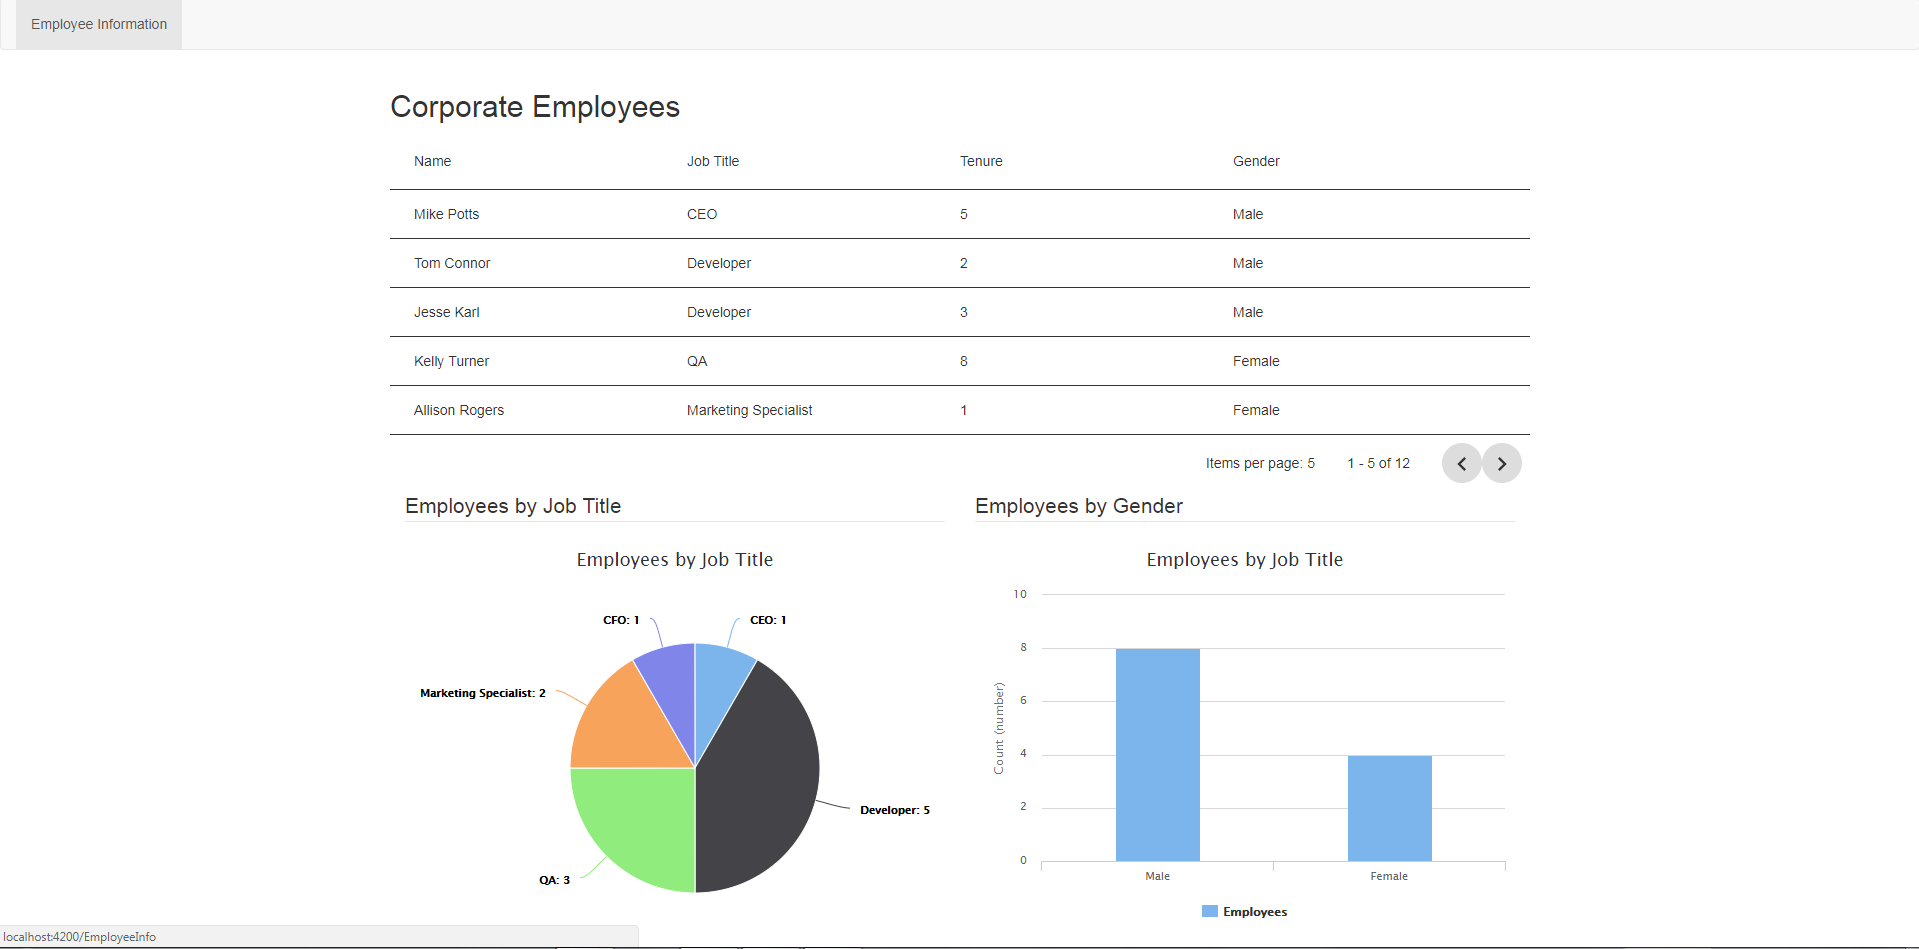 Employee Information
Corporate Employees
Name Job Title Tenure Gender
Mike Potts CEO 5 Male
Tom Connor Developer 2 Male
Jesse Karl Developer 3 Male
Kelly Turner QA 8 Female
Allison Rogers Marketing Specialist 1 Female
Items per page: 5 1 - 5 of 12
Employees by Job Title
Employees by Job Title
CFO: 1
CEO: 1
Marketing Specialist: 2
Developer: 5
QA: 3
Employees by Gender
Employees by Job Title
Count (number)
10
8
6
4
2
0
Male Female
Employees
localhost:4200/EmployeeInfo